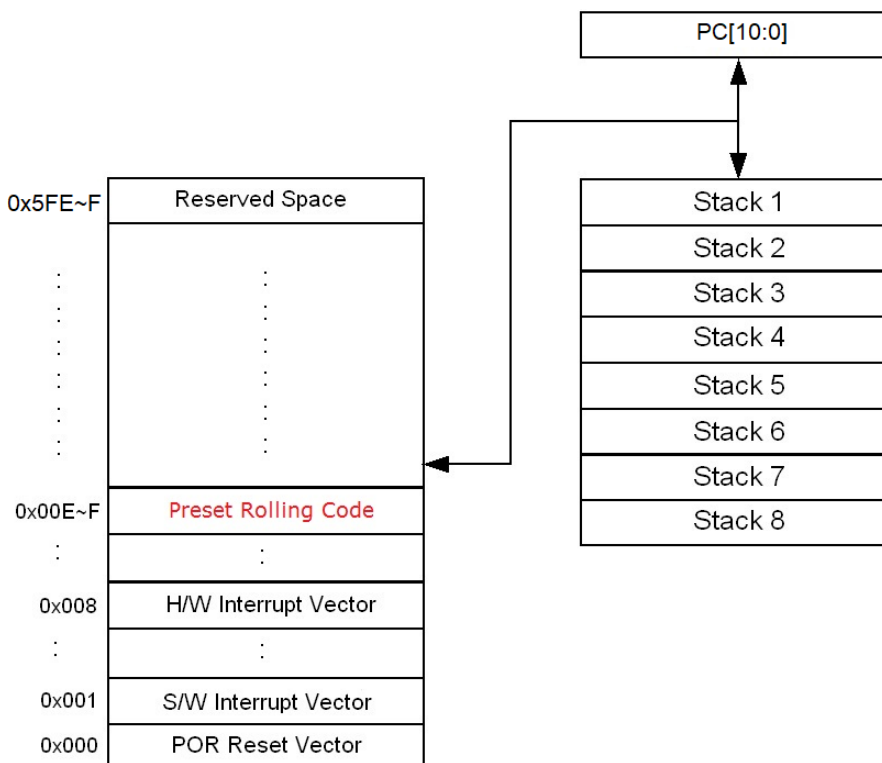 PC[10:0]
0x5FE~F
Reserved Space
0x00E~F
Preset Rolling Code
0x008
H/W Interrupt Vector
0x001
S/W Interrupt Vector
0x000
POR Reset Vector
Stack 1
Stack 2
Stack 3
Stack 4
Stack 5
Stack 6
Stack 7
Stack 8